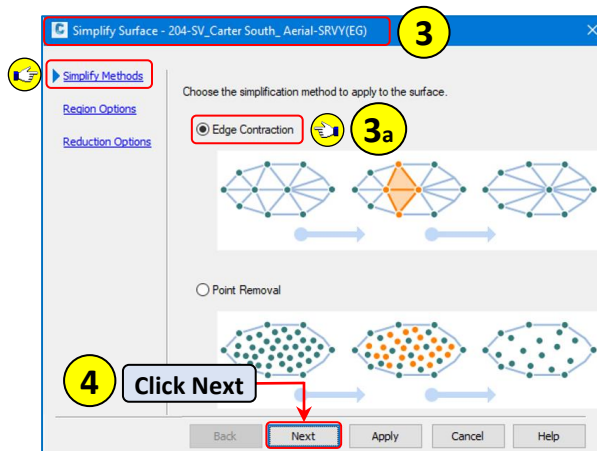 Simplify Surface - 204-SV_Carter South_ Aerial-SRVY(EG)
3
Simplify Methods
Region Options
Reduction Options
Choose the simplification method to apply to the surface.
Edge Contraction
3a
Point Removal
4 Click Next
Back Next Apply Cancel Help